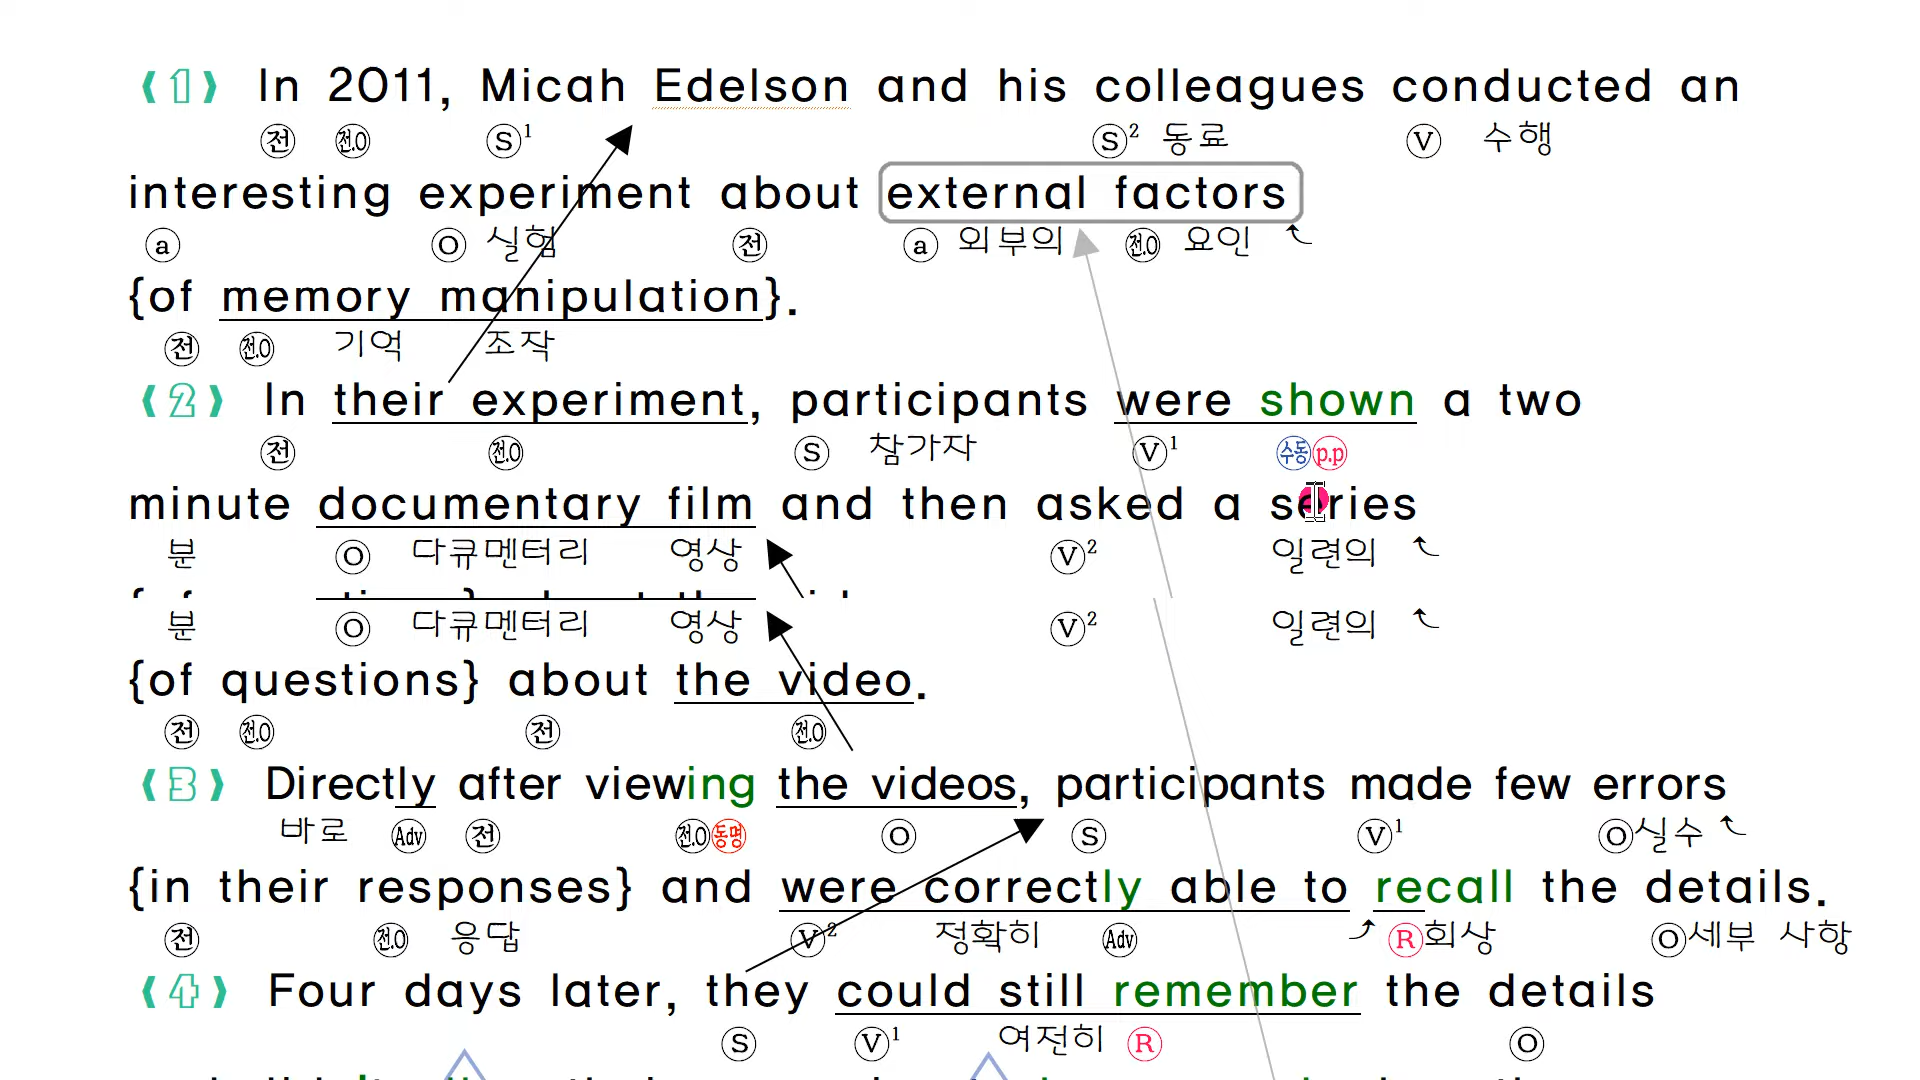 ❨1❩ In 2011, Micah Edelson and his colleagues conducted an
전 전.O S¹ S² 동료 V 수행
interesting experiment about external factors
a O 실험 전 a 외부의 전.O 요인
{of memory manipulation}.
전 전.O 기억 조작
❨2❩ In their experiment, participants were shown a two
전 전.O S 참가자 V¹ 수동 p.p
minute documentary film and then asked a series
분 O 다큐멘터리 영상 V² 일련의
분 O 다큐멘터리 영상 V² 일련의
{of questions} about the video.
전 전.O 전 전.O
❨3❩ Directly after viewing the videos, participants made few errors
바로 Adv 전 전.O 동명 O S V¹ O 실수
{in their responses} and were correctly able to recall the details.
전 전.O 응답 V² 정확히 Adv R 회상 O 세부 사항
❨4❩ Four days later, they could still remember the details
S V¹ 여전히 R O